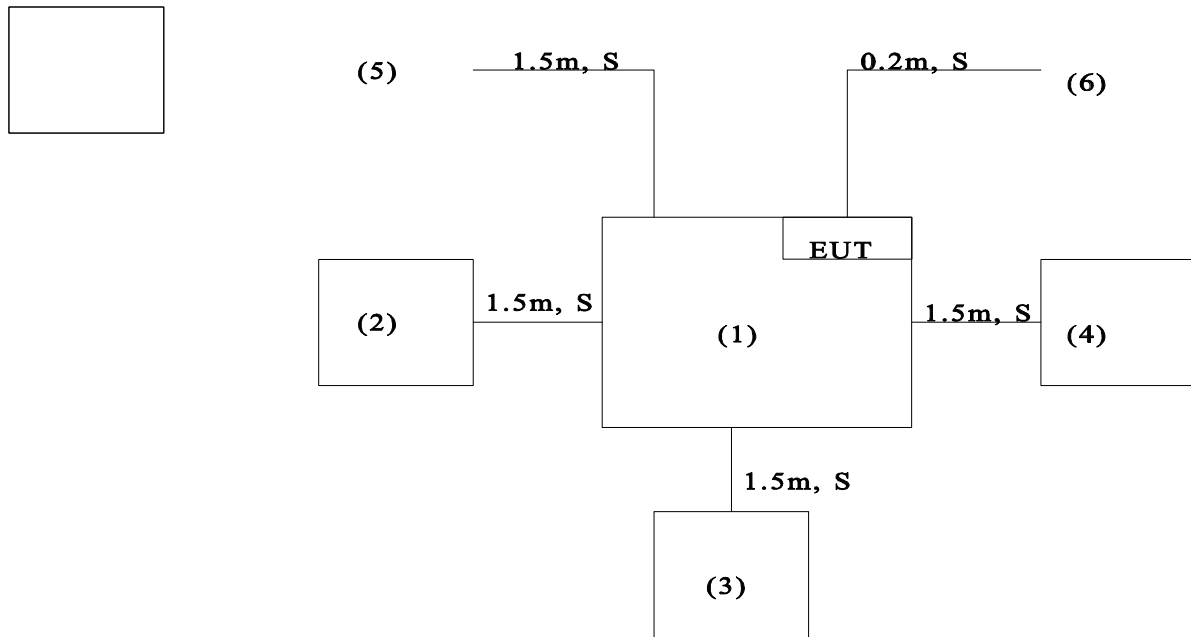 (5)
1.5m, S
0.2m, S
(6)
EUT
(2)
1.5m, S
(1)
1.5m, S
(4)
1.5m, S
(3)